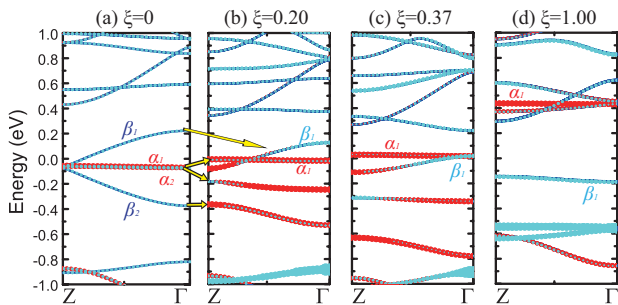 (a) ξ=0 (b) ξ=0.20 (c) ξ=0.37 (d) ξ=1.00
Energy (eV)
1.0
0.8
0.6
0.4
0.2
0.0
-0.2
-0.4
-0.6
-0.8
-1.0
β₁
α₁
α₂
β₂
β₁
α₁
α₁
β₁
α₁
β₁
Z Γ Z Γ Z Γ Z Γ